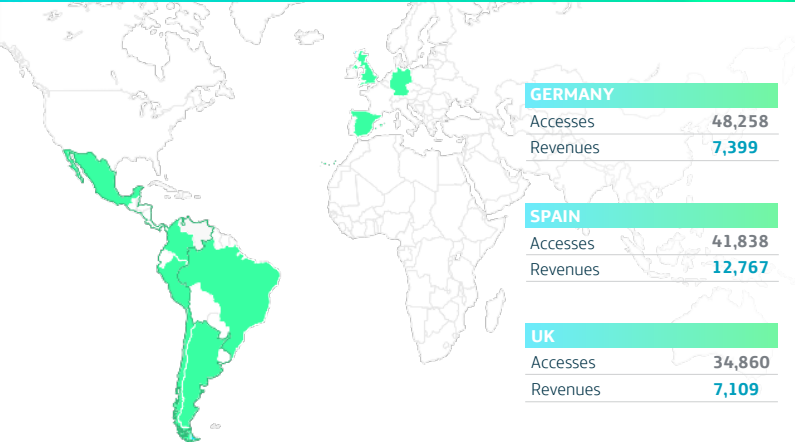 GERMANY
Accesses 48,258
Revenues 7,399
SPAIN
Accesses 41,838
Revenues 12,767
UK
Accesses 34,860
Revenues 7,109